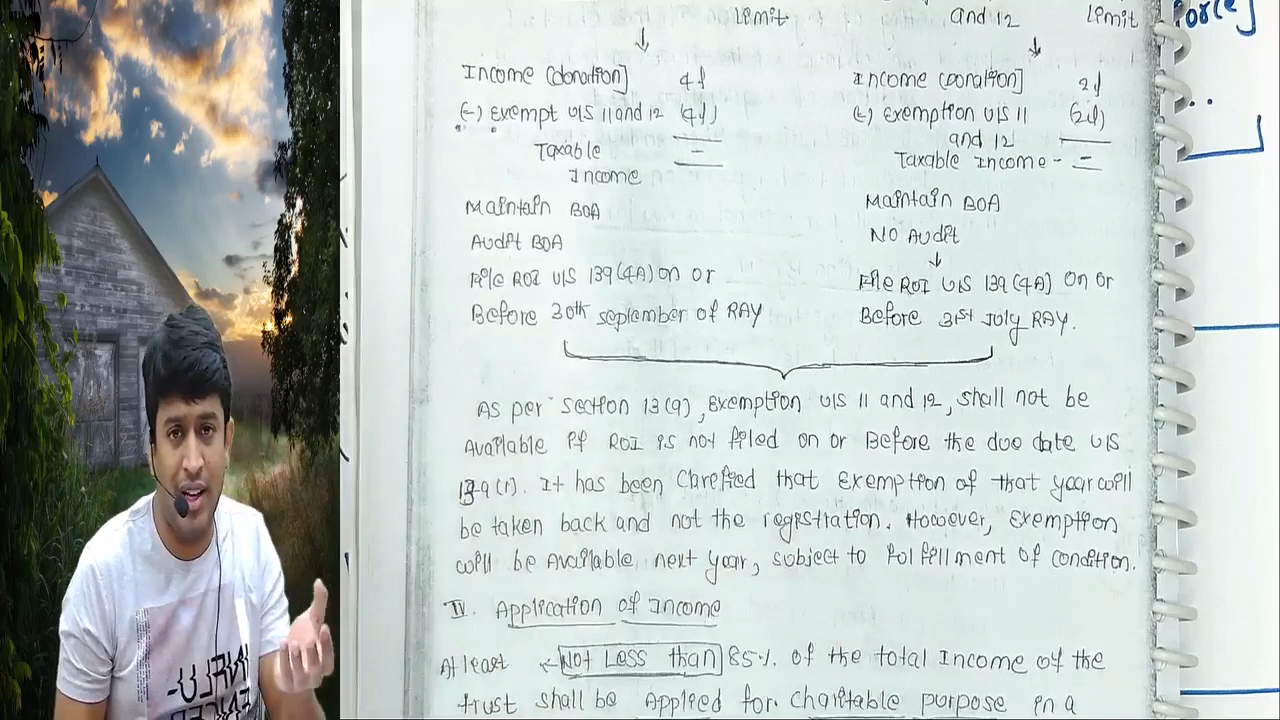 Limit
and 12 Limit
Income [donation] 4l
(-) Exempt U/S 11 and 12 (4l)
Taxable -
Income
Maintain BOA
Audit BOA
File ROI U/S 139(4A) on or
Before 30th september of RAY
Income [Donation] 2l
(-) Exemption U/S 11 (2l)
and 12
Taxable Income - -
Maintain BOA
NO Audit
File ROI U/S 139(4A) on or
Before 31st July RAY.
As per section 13(9), Exemption U/S 11 and 12, shall not be
Available if ROI is not filed on or Before the due date U/S
139(1). It has been Clarefied that Exemption of that year will
be taken back and not the registration. However, Exemption
will be Available next year, subject to fulfillment of condition.
II. Application of Income
At least ← Not Less than 85%. of the total Income of the
trust shall be applied for charitable purpose in a
force]